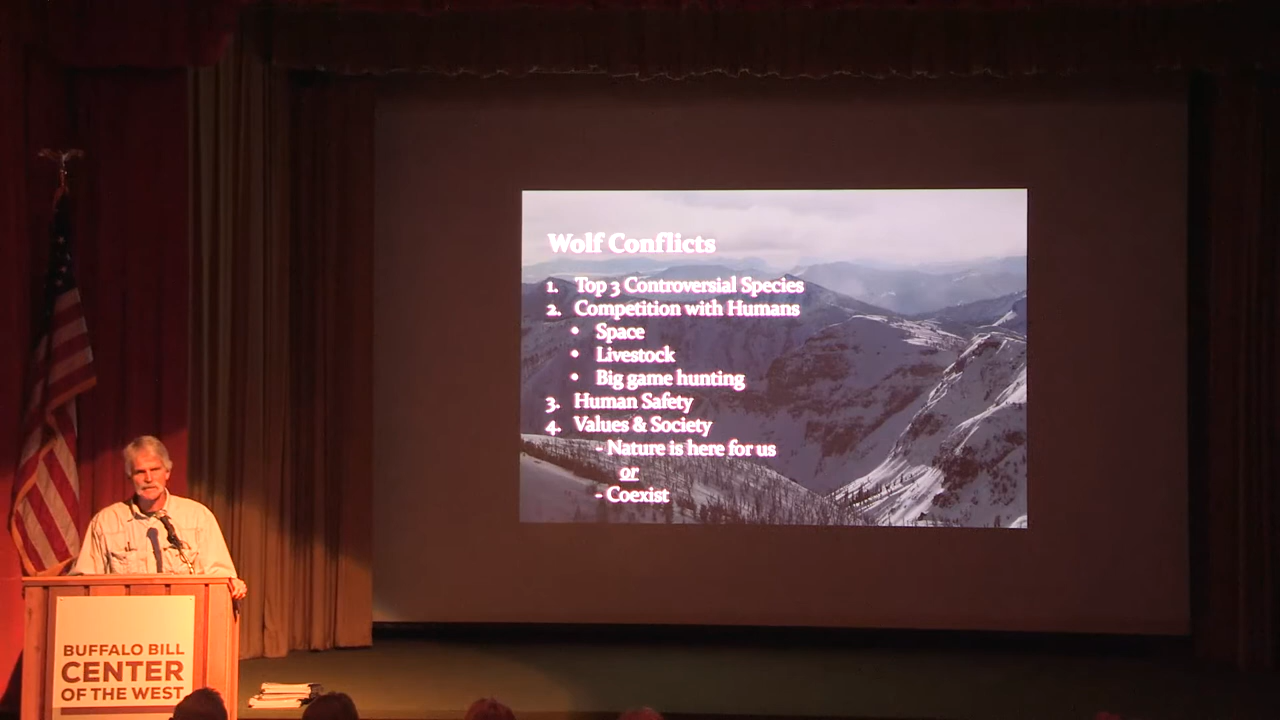 Wolf Conflicts
1. Top 3 Controversial Species
2. Competition with Humans
• Space
• Livestock
• Big game hunting
3. Human Safety
4. Values & Society
- Nature is here for us
or
- Coexist
BUFFALO BILL
CENTER
OF THE WEST